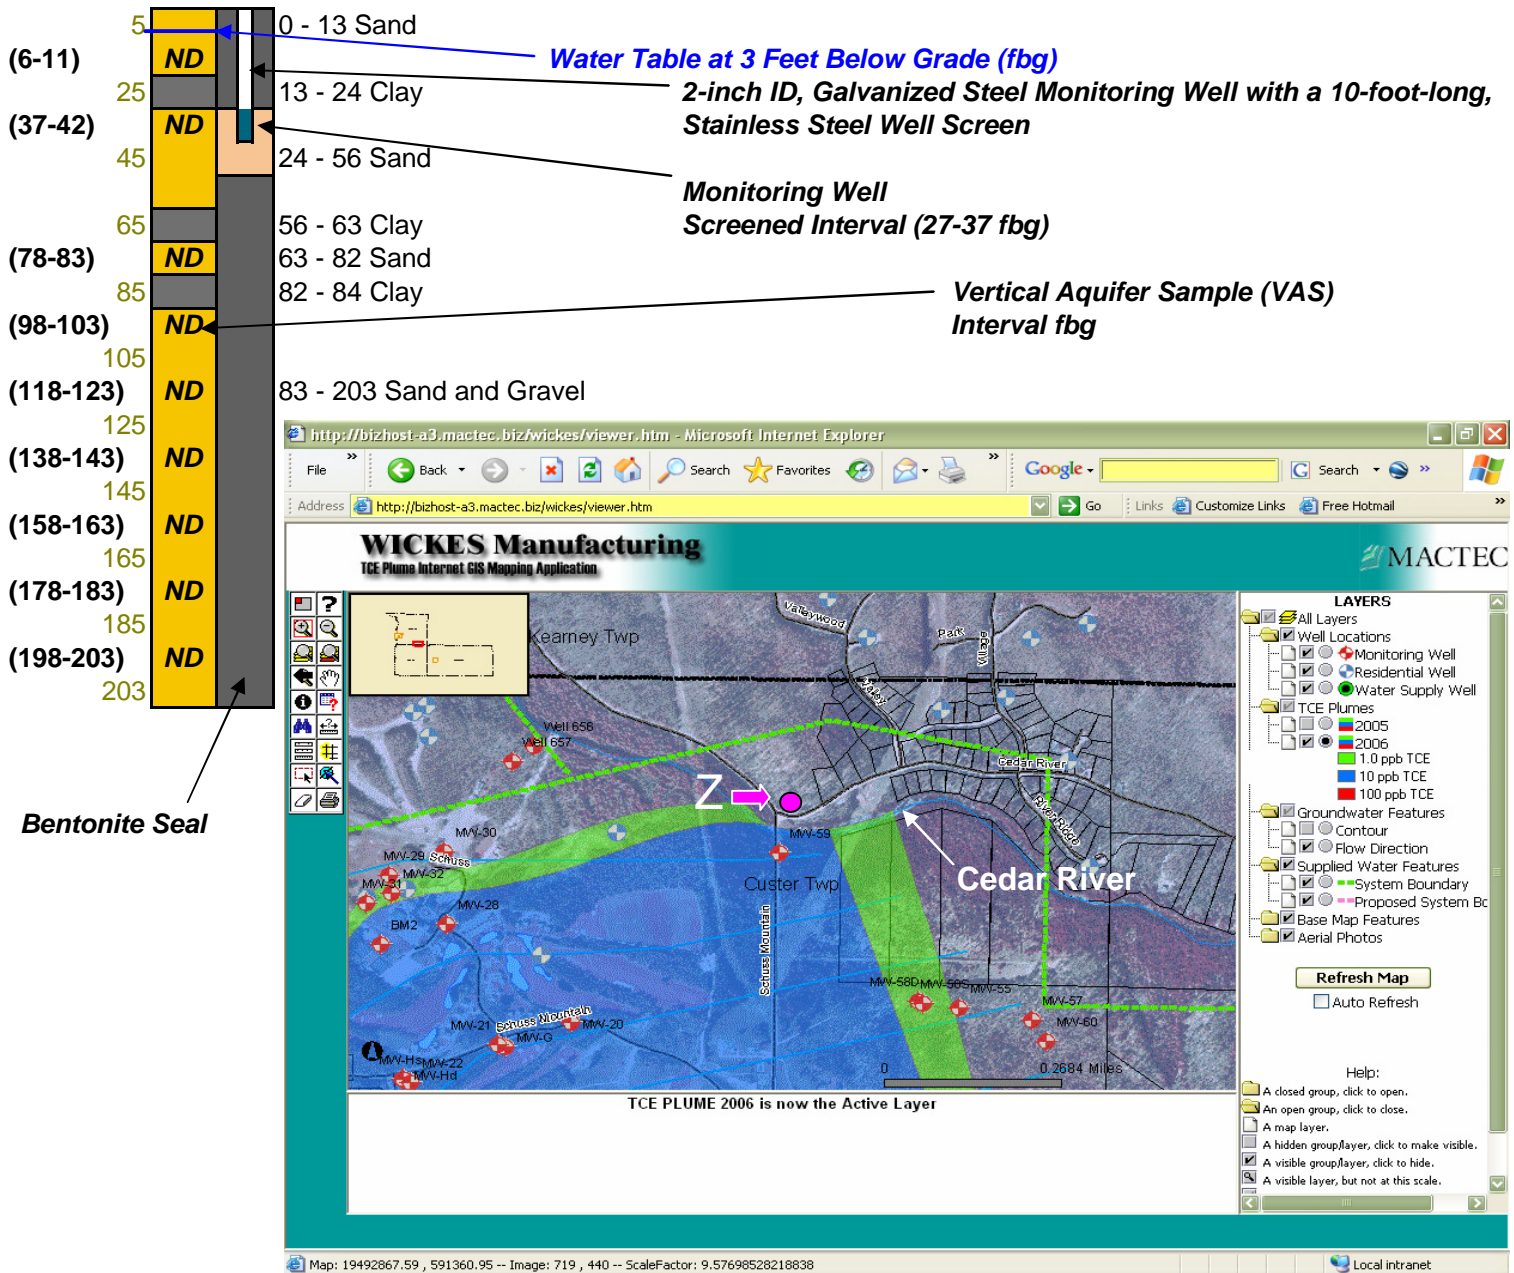 5
0 - 13 Sand
(6-11) ND
Water Table at 3 Feet Below Grade (fbg)
25
13 - 24 Clay
2-inch ID, Galvanized Steel Monitoring Well with a 10-foot-long,
Stainless Steel Well Screen
(37-42) ND
45
24 - 56 Sand
Monitoring Well
Screened Interval (27-37 fbg)
65
56 - 63 Clay
(78-83) ND
63 - 82 Sand
85
82 - 84 Clay
Vertical Aquifer Sample (VAS)
Interval fbg
(98-103) ND
105
(118-123) ND
83 - 203 Sand and Gravel
125
(138-143) ND
145
(158-163) ND
165
(178-183) ND
185
(198-203) ND
203
Bentonite Seal
http://bizhost-a3.mactec.biz/wickes/viewer.htm - Microsoft Internet Explorer
File » Back Search Favorites » Google Search »
Address http://bizhost-a3.mactec.biz/wickes/viewer.htm Go Links Customize Links Free Hotmail »
WICKES Manufacturing
TCE Plume Internet GIS Mapping Application
MACTEC
Kearney Twp
Valleywood
Park
Village
Valley
Well 656
Well 657
Cedar River
River Ridge
Z
MW-30
MW-59
MW-29
Schuss
MW-32
MW-31
Custer Twp
Cedar River
MW-28
BM2
Schuss Mountain
MW-58D
MW-58S
MW-55
MW-57
MW-60
MW-21
Schuss Mountain
MW-20
MW-G
MW-Hs
MW-22
MW-Hd
0 0.2684 Miles
TCE PLUME 2006 is now the Active Layer
LAYERS
All Layers
Well Locations
Monitoring Well
Residential Well
Water Supply Well
TCE Plumes
2005
2006
1.0 ppb TCE
10 ppb TCE
100 ppb TCE
Groundwater Features
Contour
Flow Direction
Supplied Water Features
System Boundary
Proposed System Bo
Base Map Features
Aerial Photos
Refresh Map
Auto Refresh
Help:
A closed group, click to open.
An open group, click to close.
A map layer.
A hidden group/layer, click to make visible.
A visible group/layer, click to hide.
A visible layer, but not at this scale.
Map: 19492867.59 , 591360.95 -- Image: 719 , 440 -- ScaleFactor: 9.57698528218838
Local intranet